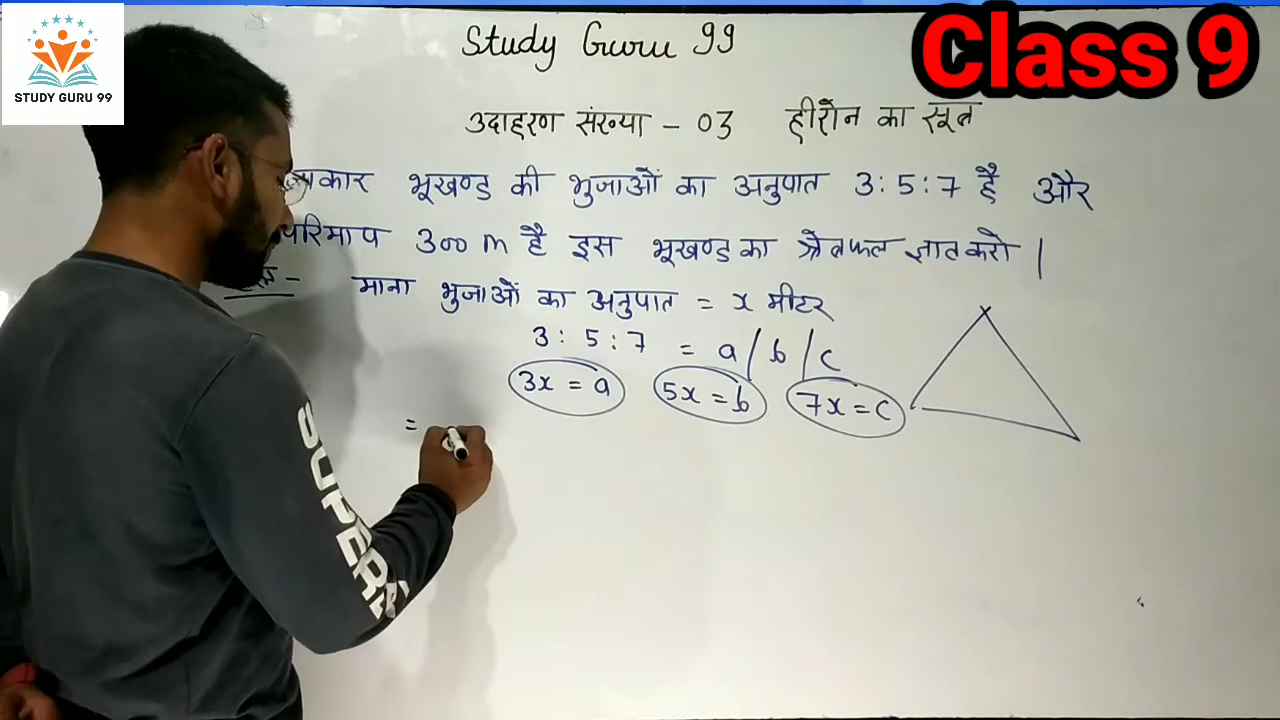 STUDY GURU 99
Study Guru 99
Class 9
उदाहरण संख्या - 03 हीरोन का सूत्र
भूखण्ड की भुजाओं का अनुपात 3:5:7 है और
परिमाप 300 m है इस भूखण्ड का क्षेत्रफल ज्ञात करो |
माना भुजाओं का अनुपात = x मीटर
3 : 5 : 7 = a / b / c
3x = a 5x = b 7x = c
=
SUPER